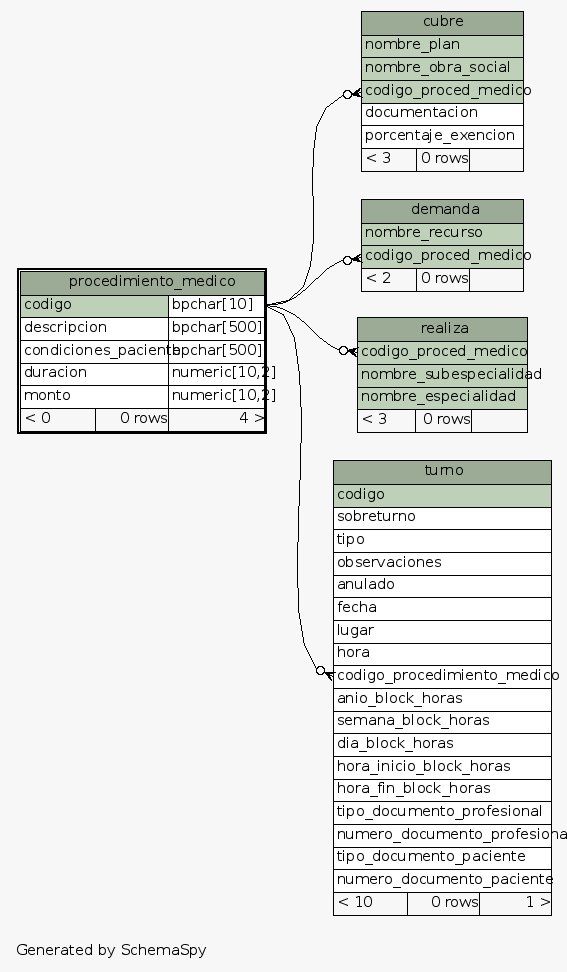 cubre
nombre_plan
nombre_obra_social
codigo_proced_medico
documentacion
porcentaje_exencion
< 3 0 rows
demanda
nombre_recurso
codigo_proced_medico
< 2 0 rows
procedimiento_medico
codigo bpchar[10]
descripcion bpchar[500]
condiciones_paciente bpchar[500]
duracion numeric[10,2]
monto numeric[10,2]
< 0 0 rows 4 >
realiza
codigo_proced_medico
nombre_subespecialidad
nombre_especialidad
< 3 0 rows
turno
codigo
sobreturno
tipo
observaciones
anulado
fecha
lugar
hora
codigo_procedimiento_medico
anio_block_horas
semana_block_horas
dia_block_horas
hora_inicio_block_horas
hora_fin_block_horas
tipo_documento_profesional
numero_documento_profesiona
tipo_documento_paciente
numero_documento_paciente
< 10 0 rows 1 >
Generated by SchemaSpy